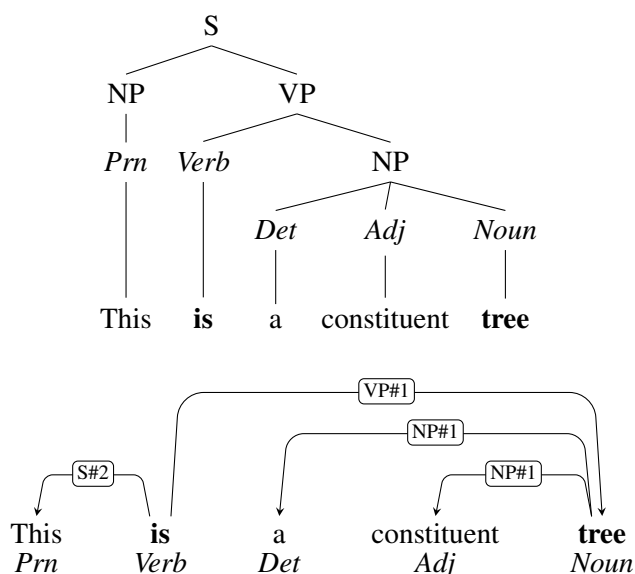 S
NP VP
Prn Verb NP
Det Adj Noun
This is a constituent tree
VP#1
NP#1
S#2 NP#1
This is a constituent tree
Prn Verb Det Adj Noun